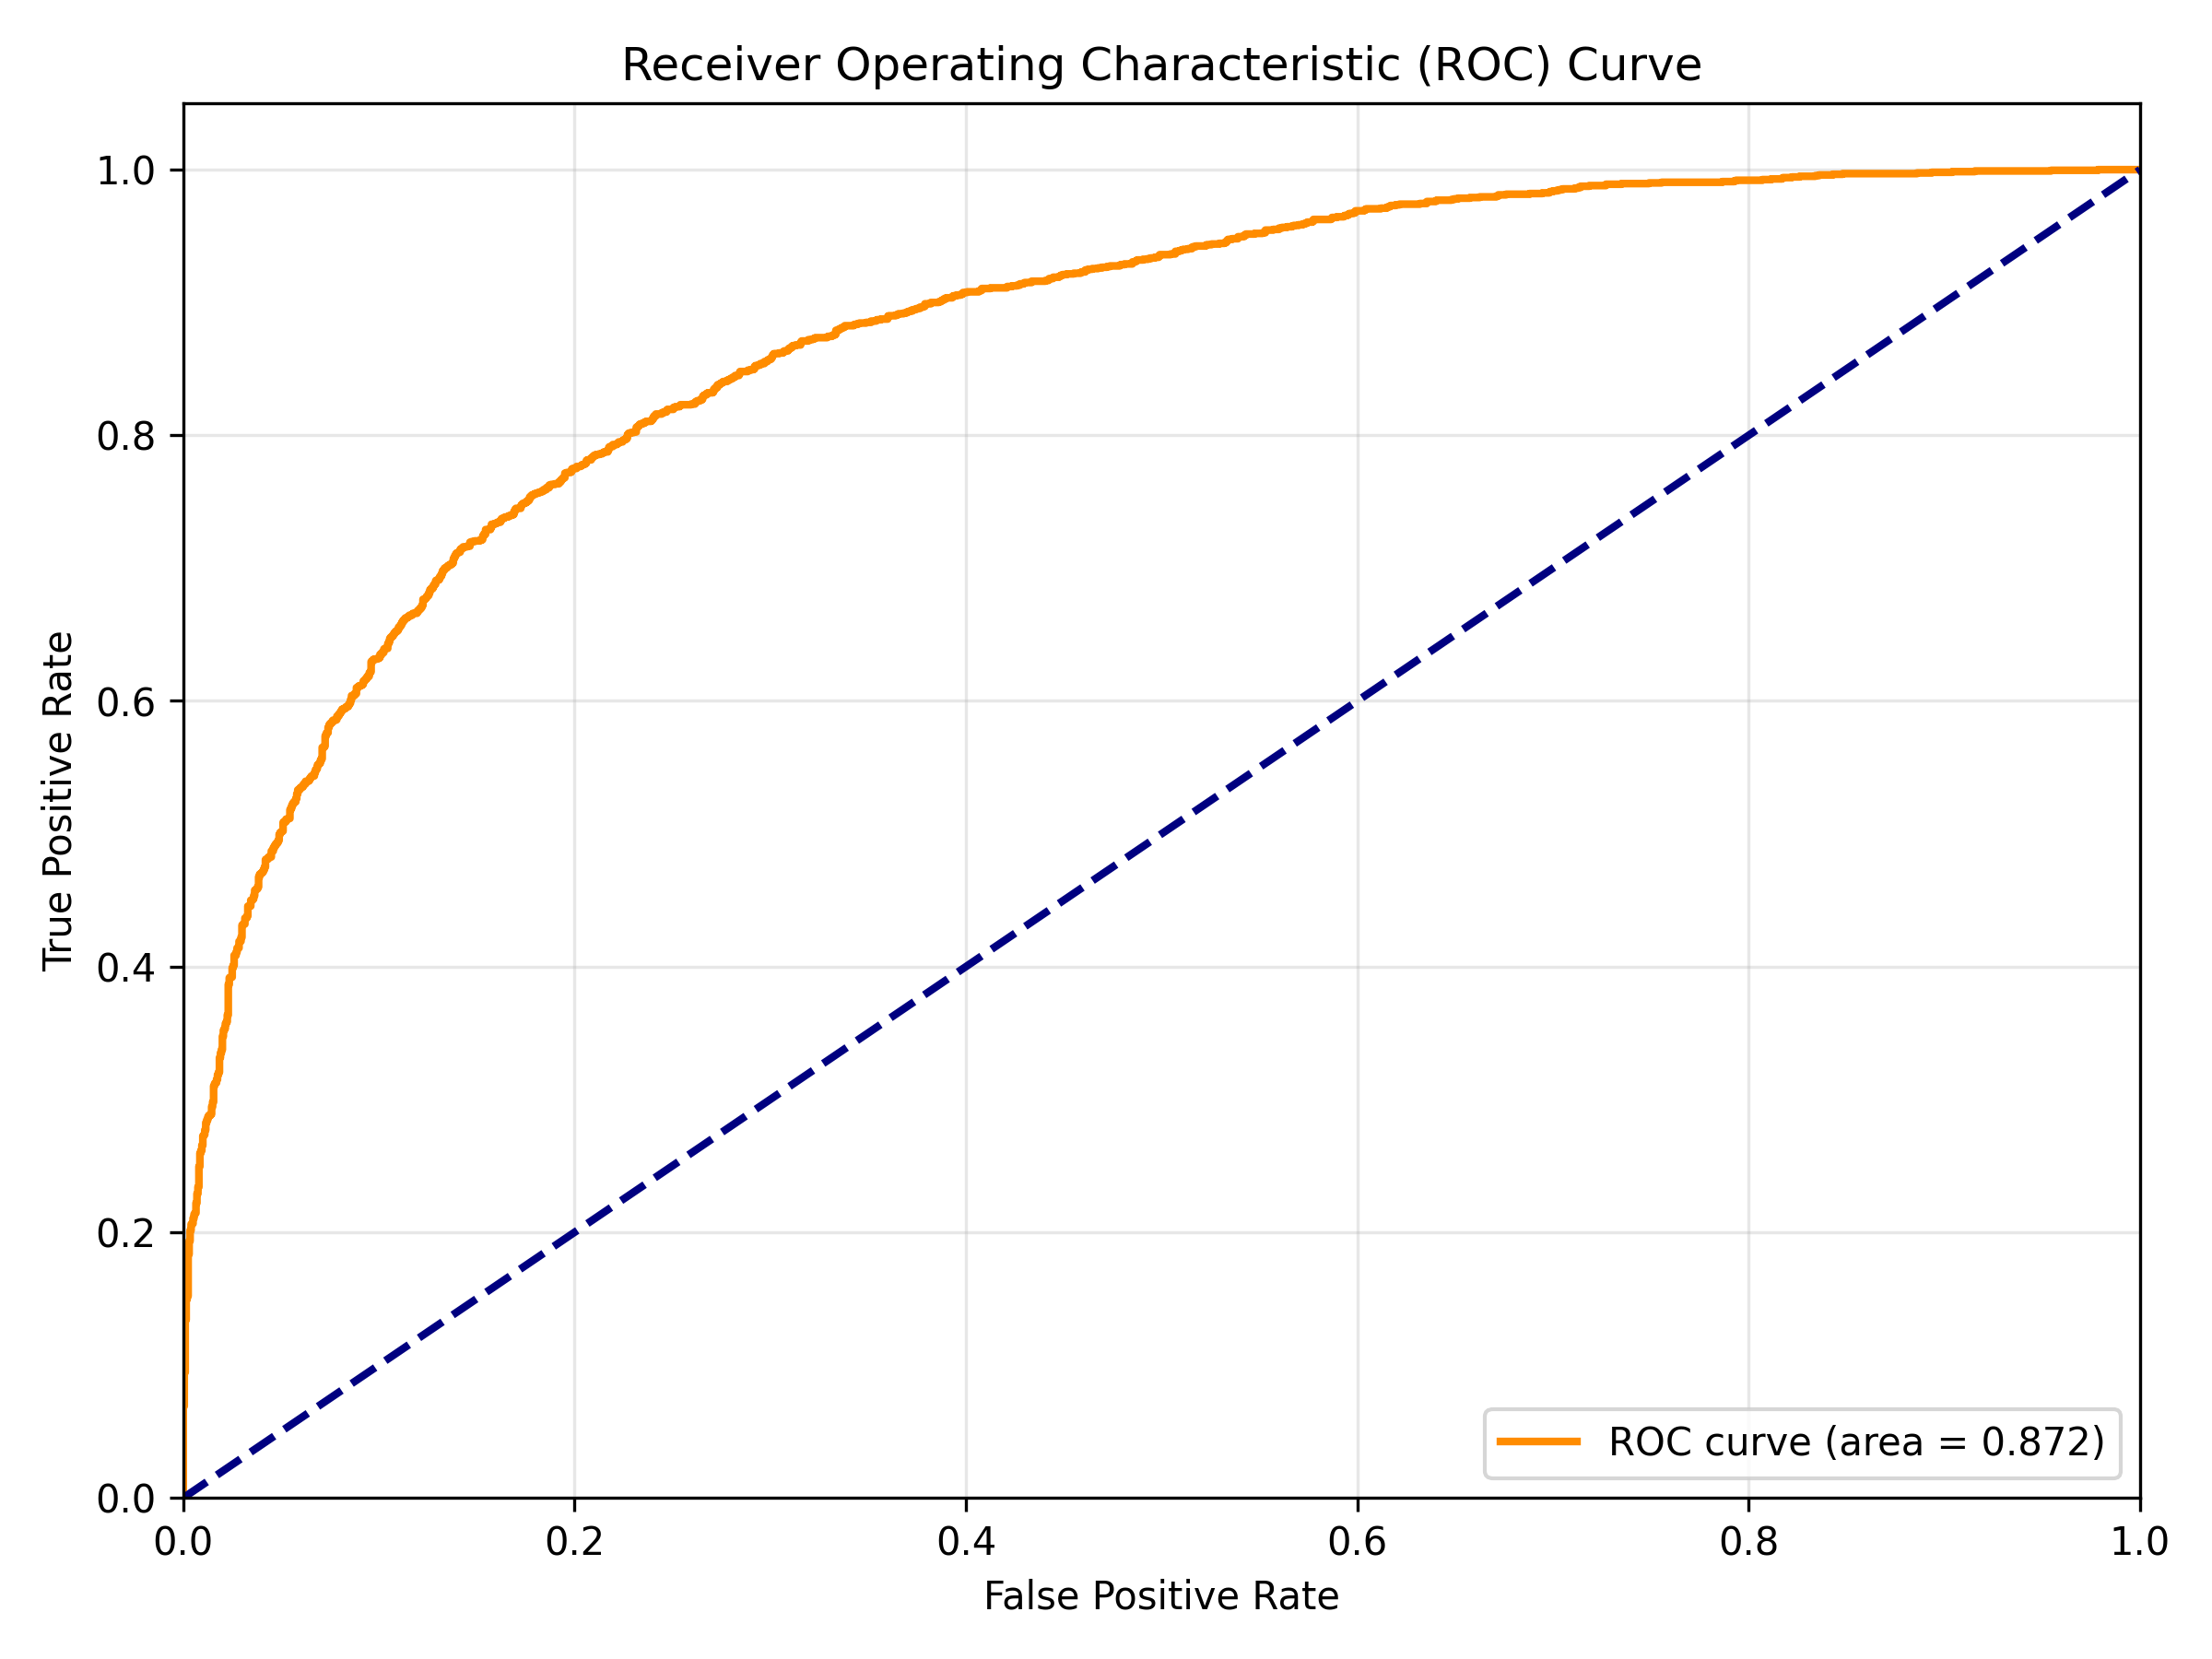 Receiver Operating Characteristic (ROC) Curve
True Positive Rate
1.0
0.8
0.6
0.4
0.2
0.0
ROC curve (area = 0.872)
0.0 0.2 0.4 0.6 0.8 1.0
False Positive Rate